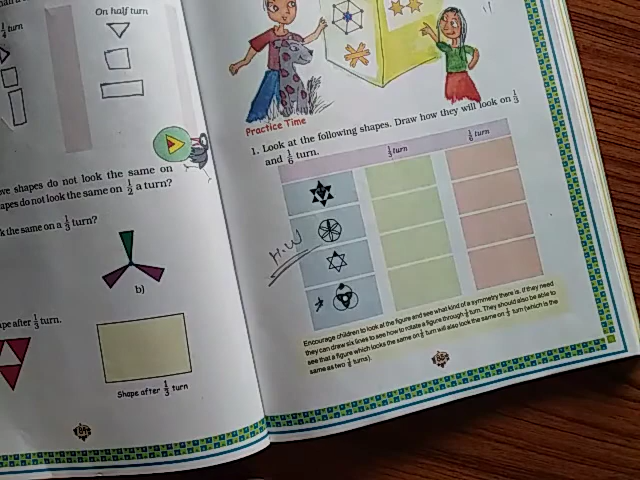 On half turn
1/4 turn
ve shapes do not look the same on
apes do not look the same on 1/2 a turn?
k the same on a 1/3 turn?
b)
pe after 1/3 turn.
Shape after 1/3 turn
Practice Time
1. Look at the following shapes. Draw how they will look on 1/3
and 1/6 turn.
1/3 turn
1/6 turn
H.W
Encourage children to look at the figure and see what kind of a symmetry there is. If they need
they can draw six lines to see how to rotate a figure through 1/6 turn. They should also be able to
see that a figure which looks the same on 1/6 turn will also look the same on 1/3 turn (which is the
same as two 1/6 turns).